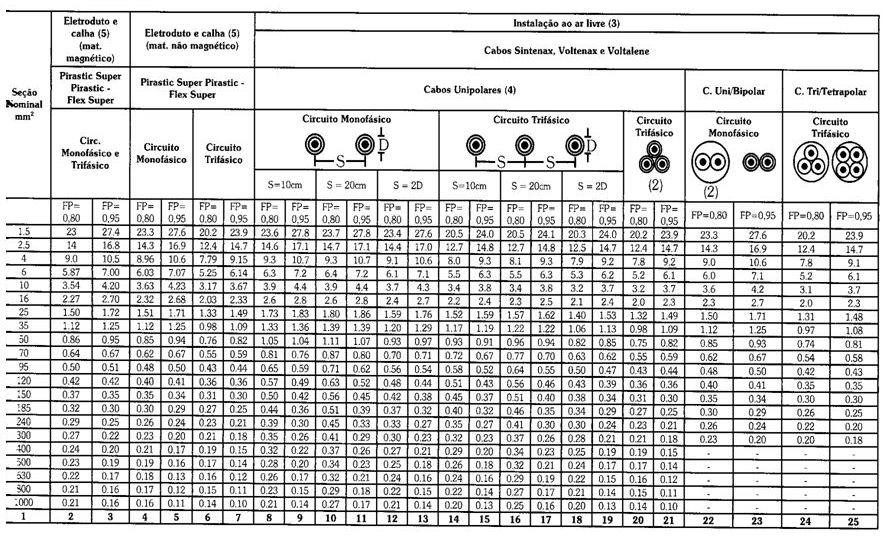 Eletroduto e calha (5) (mat. magnético)
Eletroduto e calha (5) (mat. não magnético)
Instalação ao ar livre (3)
Cabos Sintenax, Voltenax e Voltalene
Seção Nominal mm²
Pirastic Super Pirastic - Flex Super
Pirastic Super Pirastic - Flex Super
Cabos Unipolares (4)
C. Uni/Bipolar
C. Tri/Tetrapolar
Circ. Monofásico e Trifásico
Circuito Monofásico
Circuito Trifásico
Circuito Monofásico
Circuito Trifásico
Circuito Trifásico
Circuito Monofásico
Circuito Trifásico
S D
S D
(2)
(2)
S=10cm S = 20cm S = 2D S=10cm S = 20cm S = 2D
FP= 0,80 FP= 0,95 FP= 0,80 FP= 0,95 FP= 0,80 FP= 0,95 FP= 0,80 FP= 0,95 FP= 0,80 FP= 0,95 FP= 0,80 FP= 0,95 FP= 0,80 FP= 0,95 FP= 0,80 FP= 0,95 FP= 0,80 FP= 0,95 FP= 0,80 FP= 0,95 FP=0,80 FP=0,95 FP=0,80 FP=0,95
1.5 23 27.4 23.3 27.6 20.2 23.9 23.6 27.8 23.7 27.8 23.4 27.6 20.5 24.0 20.5 24.1 20.3 24.0 20.2 23.9 23.3 27.6 20.2 23.9
2.5 14 16.8 14.3 16.9 12.4 14.7 14.6 17.1 14.7 17.1 14.4 17.0 12.7 14.8 12.7 14.8 12.5 14.7 12.4 14.7 14.3 16.9 12.4 14.7
4 9.0 10.5 8.96 10.6 7.79 9.15 9.3 10.7 9.3 10.7 9.1 10.6 8.0 9.3 8.1 9.3 7.9 9.2 7.8 9.2 9.0 10.6 7.8 9.1
6 5.87 7.00 6.03 7.07 5.25 6.14 6.3 7.2 6.4 7.2 6.1 7.1 5.5 6.3 5.5 6.3 5.3 6.2 5.2 6.1 6.0 7.1 5.2 6.1
10 3.54 4.20 3.63 4.23 3.17 3.67 3.9 4.4 3.9 4.4 3.7 4.3 3.4 3.8 3.4 3.8 3.2 3.7 3.2 3.7 3.6 4.2 3.1 3.7
16 2.27 2.70 2.32 2.68 2.03 2.33 2.6 2.8 2.6 2.8 2.4 2.7 2.2 2.4 2.3 2.5 2.1 2.4 2.0 2.3 2.3 2.7 2.0 2.3
25 1.50 1.72 1.51 1.71 1.33 1.49 1.73 1.83 1.80 1.86 1.59 1.76 1.52 1.59 1.57 1.62 1.40 1.53 1.32 1.49 1.50 1.71 1.31 1.48
35 1.12 1.25 1.12 1.25 0.98 1.09 1.33 1.36 1.39 1.39 1.20 1.29 1.17 1.19 1.22 1.22 1.06 1.13 0.98 1.09 1.12 1.25 0.97 1.08
50 0.86 0.95 0.85 0.94 0.76 0.82 1.05 1.04 1.11 1.07 0.93 0.97 0.93 0.91 0.96 0.94 0.82 0.85 0.75 0.82 0.85 0.93 0.74 0.81
70 0.64 0.67 0.62 0.67 0.55 0.59 0.81 0.76 0.87 0.80 0.70 0.71 0.72 0.67 0.77 0.70 0.63 0.62 0.55 0.59 0.62 0.67 0.54 0.58
95 0.50 0.51 0.48 0.50 0.43 0.44 0.65 0.59 0.71 0.62 0.56 0.54 0.58 0.52 0.64 0.55 0.50 0.47 0.43 0.44 0.48 0.50 0.42 0.43
120 0.42 0.42 0.40 0.41 0.36 0.36 0.57 0.49 0.63 0.52 0.48 0.44 0.51 0.43 0.56 0.46 0.43 0.39 0.36 0.36 0.40 0.41 0.35 0.35
150 0.37 0.35 0.35 0.34 0.31 0.30 0.50 0.42 0.56 0.45 0.42 0.38 0.45 0.37 0.51 0.40 0.38 0.34 0.31 0.30 0.35 0.34 0.30 0.30
185 0.32 0.30 0.30 0.29 0.27 0.25 0.44 0.36 0.51 0.39 0.37 0.32 0.40 0.32 0.46 0.35 0.34 0.29 0.27 0.25 0.30 0.29 0.26 0.25
240 0.29 0.25 0.26 0.24 0.23 0.21 0.39 0.30 0.45 0.33 0.33 0.27 0.35 0.27 0.41 0.30 0.30 0.24 0.23 0.21 0.26 0.24 0.22 0.20
300 0.27 0.22 0.23 0.20 0.21 0.18 0.35 0.26 0.41 0.29 0.30 0.23 0.32 0.23 0.37 0.26 0.28 0.21 0.21 0.18 0.23 0.20 0.20 0.18
400 0.24 0.20 0.21 0.17 0.19 0.15 0.32 0.22 0.37 0.26 0.27 0.21 0.29 0.20 0.34 0.23 0.25 0.19 0.19 0.15 - - - -
500 0.23 0.19 0.19 0.16 0.17 0.14 0.28 0.20 0.34 0.23 0.25 0.18 0.26 0.18 0.32 0.21 0.24 0.17 0.17 0.14 - - - -
630 0.22 0.17 0.18 0.13 0.16 0.12 0.26 0.17 0.32 0.21 0.24 0.16 0.24 0.16 0.29 0.19 0.22 0.15 0.16 0.12 - - - -
800 0.21 0.16 0.17 0.12 0.15 0.11 0.23 0.15 0.29 0.18 0.22 0.15 0.22 0.14 0.27 0.17 0.21 0.14 0.15 0.11 - - - -
1000 0.21 0.16 0.16 0.11 0.14 0.10 0.21 0.14 0.27 0.17 0.21 0.14 0.20 0.13 0.25 0.16 0.20 0.13 0.14 0.10 - - - -
1 2 3 4 5 6 7 8 9 10 11 12 13 14 15 16 17 18 19 20 21 22 23 24 25